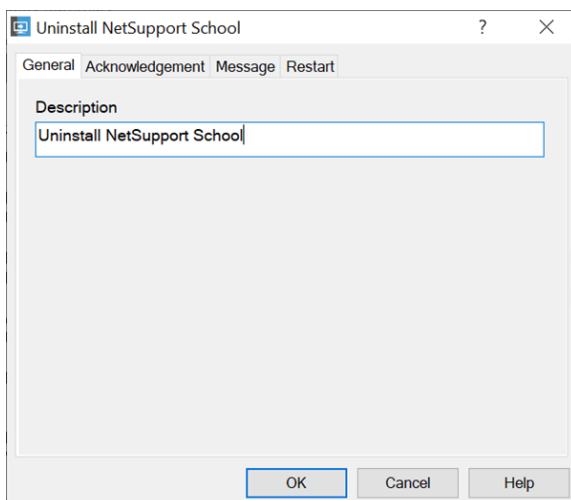 Uninstall NetSupport School
General Acknowledgement Message Restart
Description
Uninstall NetSupport School
OK Cancel Help